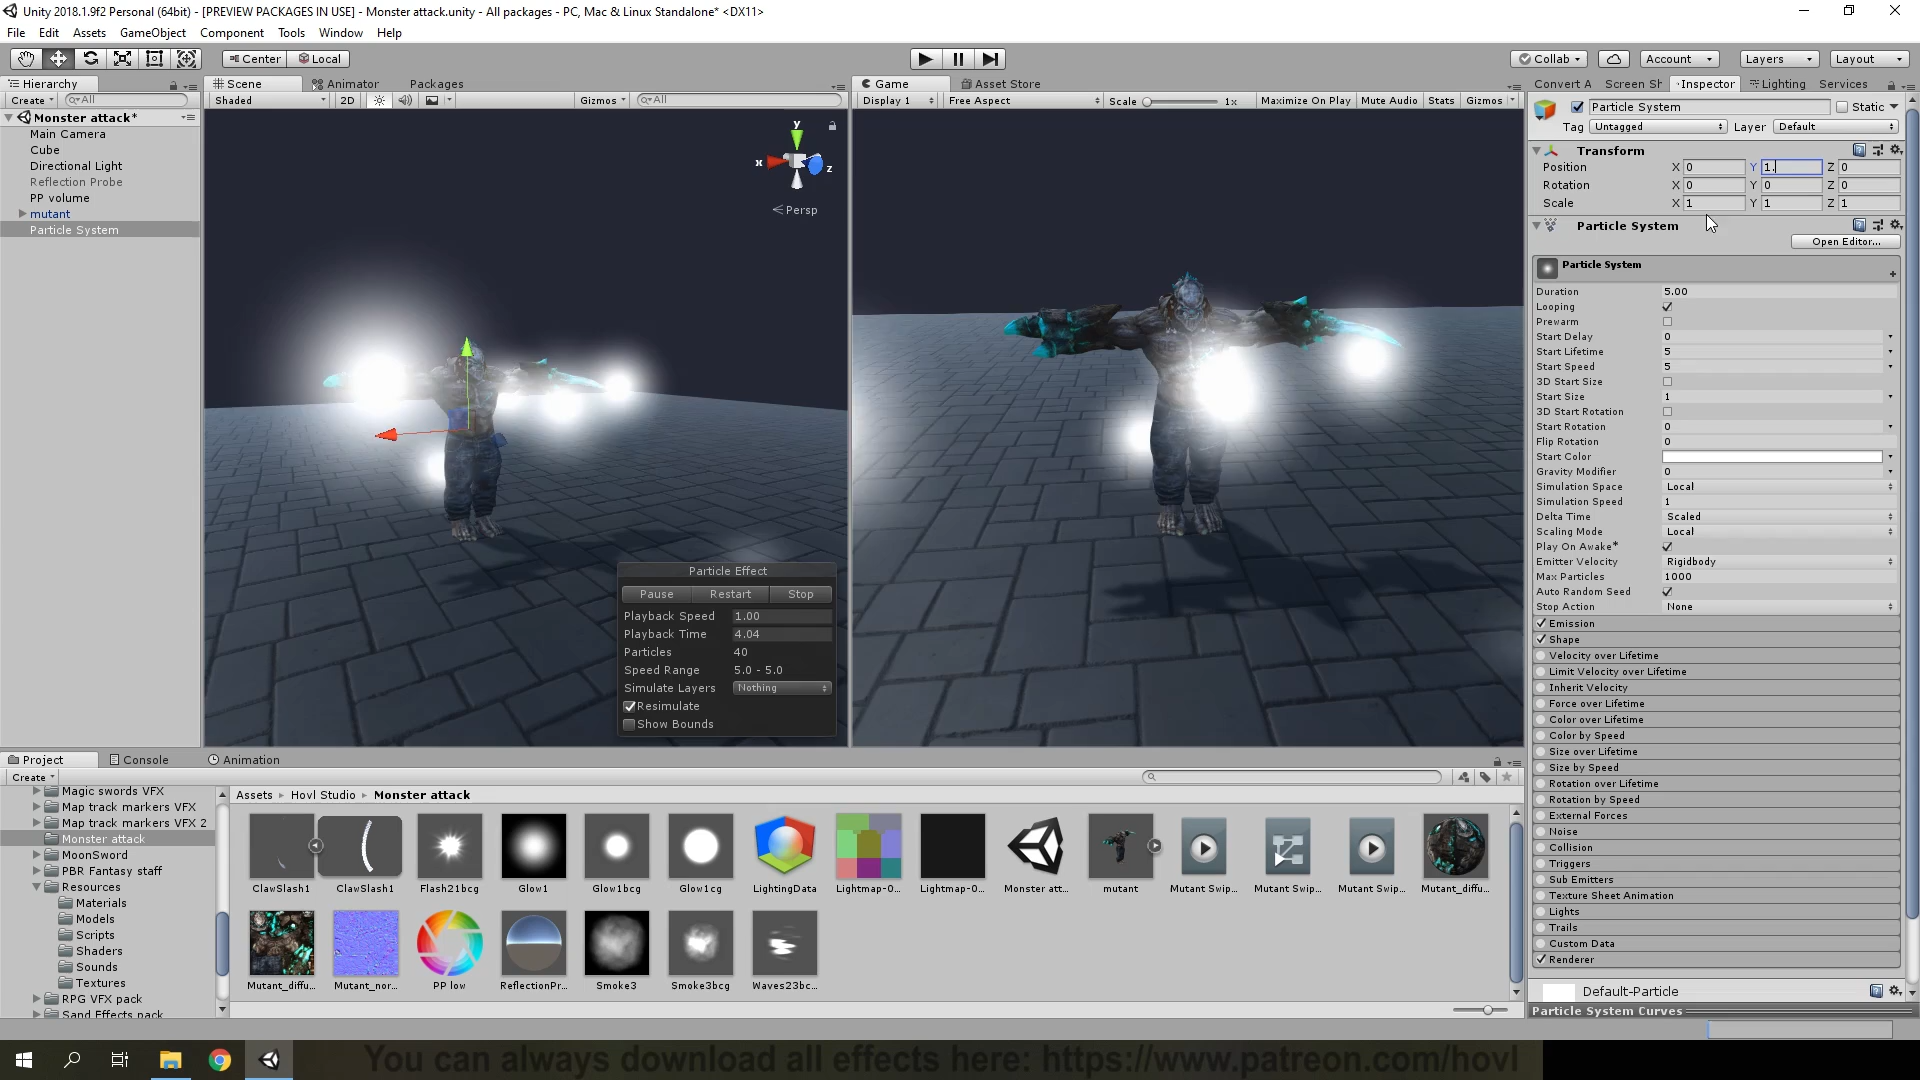 Unity 2018.1.9f2 Personal (64bit) - [PREVIEW PACKAGES IN USE] - Monster attack.unity - All packages - PC, Mac & Linux Standalone* <DX11>
File Edit Assets GameObject Component Tools Window Help
Center Local Collab Account Layers Layout
Hierarchy Scene Animator Packages Game Asset Store Convert A Screen Sh Inspector Lighting Services
Create All Shaded 2D Gizmos All Display 1 Free Aspect Scale 1x Maximize On Play Mute Audio Stats Gizmos
Particle System Static
Tag Untagged Layer Default
Monster attack*
Main Camera
Cube
Directional Light
Reflection Probe
PP volume
mutant
Particle System
y
x
z
Persp
Transform
Position X 0 Y 1. Z 0
Rotation X 0 Y 0 Z 0
Scale X 1 Y 1 Z 1
Particle System
Open Editor...
Particle System
Duration 5.00
Looping
Prewarm
Start Delay 0
Start Lifetime 5
Start Speed 5
3D Start Size
Start Size 1
3D Start Rotation
Start Rotation 0
Flip Rotation 0
Start Color
Gravity Modifier 0
Simulation Space Local
Simulation Speed 1
Delta Time Scaled
Scaling Mode Local
Play On Awake*
Emitter Velocity Rigidbody
Max Particles 1000
Auto Random Seed
Stop Action None
Emission
Shape
Velocity over Lifetime
Limit Velocity over Lifetime
Inherit Velocity
Force over Lifetime
Color over Lifetime
Color by Speed
Size over Lifetime
Size by Speed
Rotation over Lifetime
Rotation by Speed
External Forces
Noise
Collision
Triggers
Sub Emitters
Texture Sheet Animation
Lights
Trails
Custom Data
Renderer
Default-Particle
Particle System Curves
Particle Effect
Pause Restart Stop
Playback Speed 1.00
Playback Time 4.04
Particles 40
Speed Range 5.0 - 5.0
Simulate Layers Nothing
Resimulate
Show Bounds
Project Console Animation
Create
Magic swords VFX
Map track markers VFX
Map track markers VFX 2
Monster attack
MoonSword
PBR Fantasy staff
Resources
Materials
Models
Scripts
Shaders
Sounds
Textures
RPG VFX pack
Sand Effects pack
Assets Hovl Studio Monster attack
ClawSlash1 ClawSlash1 Flash21bcg Glow1 Glow1bcg Glow1cg LightingData Lightmap-0... Lightmap-0... Monster att... mutant Mutant Swip... Mutant Swip... Mutant Swip... Mutant_diffu...
Mutant_diffu... Mutant_nor... PP low ReflectionPr... Smoke3 Smoke3bcg Waves23bc...
You can always download all effects here: https://www.patreon.com/hovl